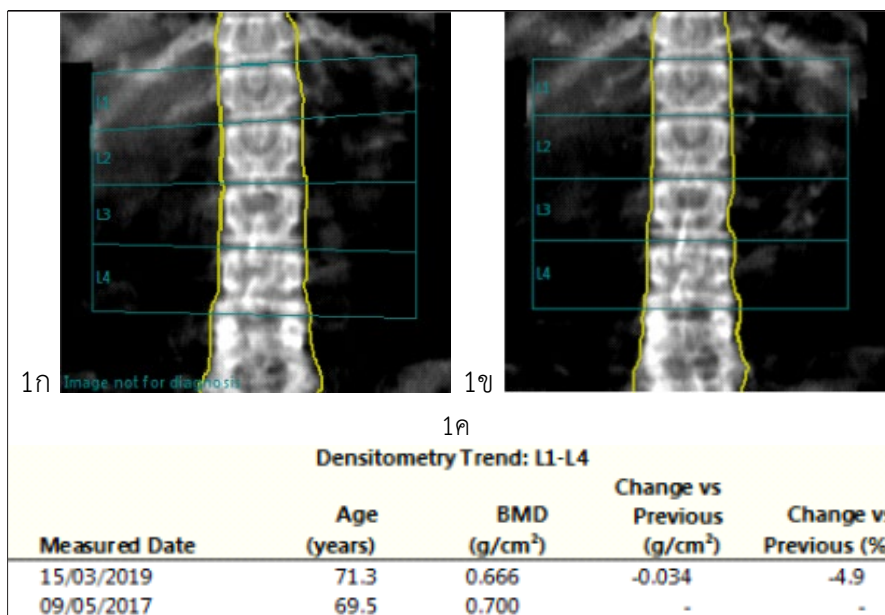 L1
L2
L3
L4
1ก
Image not for diagnosis
L1
L2
L3
L4
1ข
1ค
Densitometry Trend: L1-L4
Measured Date Age (years) BMD (g/cm²) Change vs Previous (g/cm²) Change vs Previous (%
15/03/2019 71.3 0.666 -0.034 -4.9
09/05/2017 69.5 0.700 - -